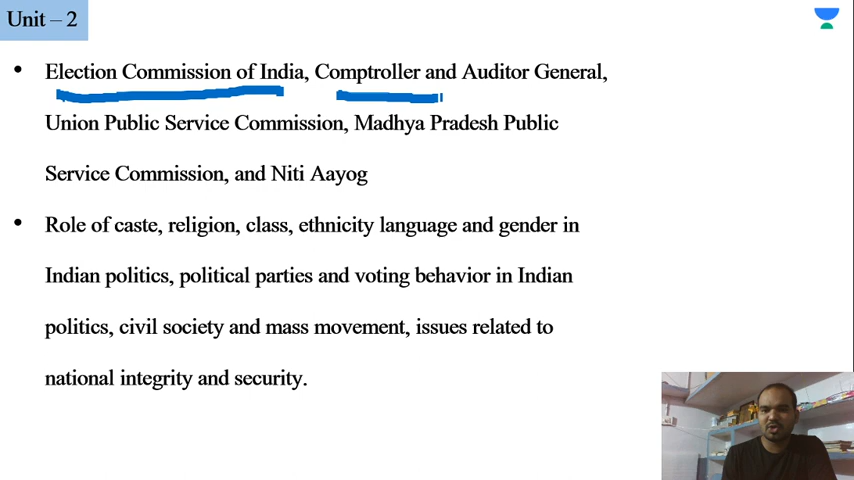 Unit – 2
• Election Commission of India, Comptroller and Auditor General,
Union Public Service Commission, Madhya Pradesh Public
Service Commission, and Niti Aayog
• Role of caste, religion, class, ethnicity language and gender in
Indian politics, political parties and voting behavior in Indian
politics, civil society and mass movement, issues related to
national integrity and security.